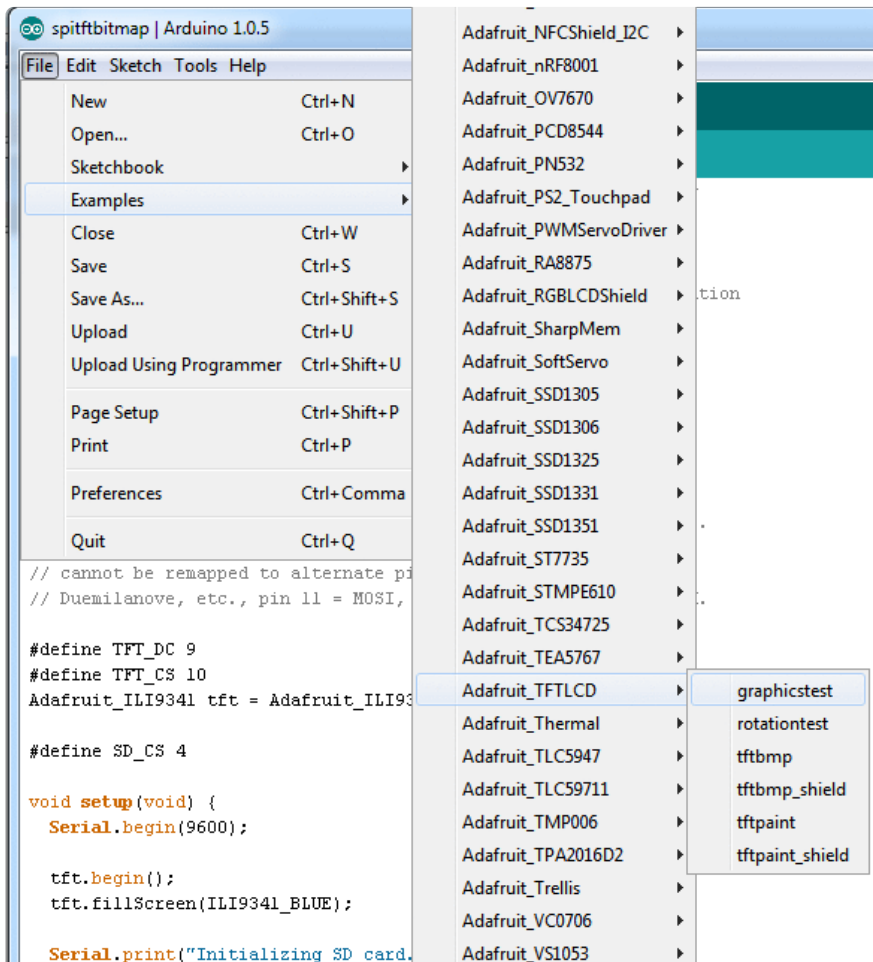 spitftbitmap | Arduino 1.0.5
File Edit Sketch Tools Help
New Ctrl+N
Open... Ctrl+O
Sketchbook
Examples
Close Ctrl+W
Save Ctrl+S
Save As... Ctrl+Shift+S
Upload Ctrl+U
Upload Using Programmer Ctrl+Shift+U
Page Setup Ctrl+Shift+P
Print Ctrl+P
Preferences Ctrl+Comma
Quit Ctrl+Q
Adafruit_NFCShield_I2C
Adafruit_nRF8001
Adafruit_OV7670
Adafruit_PCD8544
Adafruit_PN532
Adafruit_PS2_Touchpad
Adafruit_PWMServoDriver
Adafruit_RA8875
Adafruit_RGBLCDShield
Adafruit_SharpMem
Adafruit_SoftServo
Adafruit_SSD1305
Adafruit_SSD1306
Adafruit_SSD1325
Adafruit_SSD1331
Adafruit_SSD1351
Adafruit_ST7735
Adafruit_STMPE610
Adafruit_TCS34725
Adafruit_TEA5767
Adafruit_TFTLCD
Adafruit_Thermal
Adafruit_TLC5947
Adafruit_TLC59711
Adafruit_TMP006
Adafruit_TPA2016D2
Adafruit_Trellis
Adafruit_VC0706
Adafruit_VS1053
graphicstest
rotationtest
tftbmp
tftbmp_shield
tftpaint
tftpaint_shield
tion
// cannot be remapped to alternate pi
// Duemilanove, etc., pin 11 = MOSI,
#define TFT_DC 9
#define TFT_CS 10
Adafruit_ILI9341 tft = Adafruit_ILI93
#define SD_CS 4
void setup(void) {
Serial.begin(9600);
tft.begin();
tft.fillScreen(ILI9341_BLUE);
Serial.print("Initializing SD card.